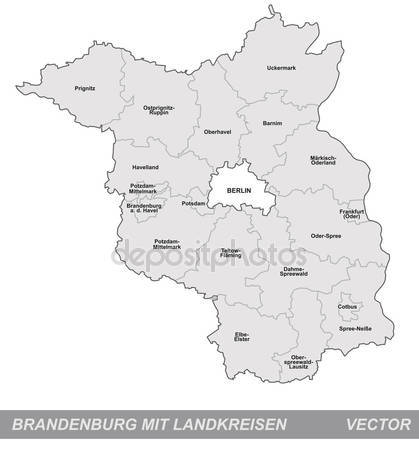 Uckermark
Prignitz
Ostprignitz-
Ruppin
Oberhavel
Barnim
Havelland
Märkisch-
Oderland
Potzdam-
Mittelmark
BERLIN
Brandenburg
a. d. Havel
Potsdam
Frankfurt
(Oder)
Oder-Spree
Potzdam-
Mittelmark
Teltow-
Fläming
depositphotos
Dahme-
Spreewald
Cotbus
Spree-Neiße
Elbe-
Elster
Ober-
spreewald-
Lausitz
BRANDENBURG MIT LANDKREISEN VECTOR